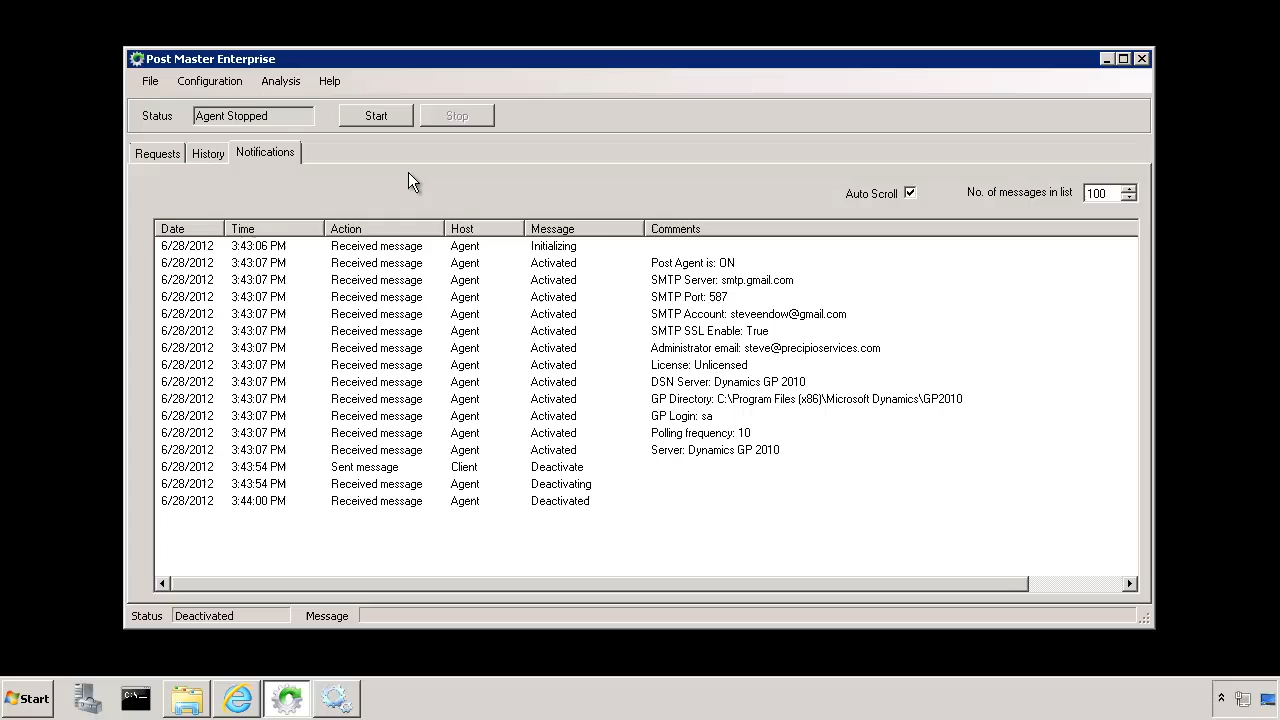 Post Master Enterprise
File Configuration Analysis Help
Status Agent Stopped Start Stop
Requests History Notifications
Auto Scroll No. of messages in list 100
Date Time Action Host Message Comments
6/28/2012 3:43:06 PM Received message Agent Initializing
6/28/2012 3:43:07 PM Received message Agent Activated Post Agent is: ON
6/28/2012 3:43:07 PM Received message Agent Activated SMTP Server: smtp.gmail.com
6/28/2012 3:43:07 PM Received message Agent Activated SMTP Port: 587
6/28/2012 3:43:07 PM Received message Agent Activated SMTP Account: steveendow@gmail.com
6/28/2012 3:43:07 PM Received message Agent Activated SMTP SSL Enable: True
6/28/2012 3:43:07 PM Received message Agent Activated Administrator email: steve@precipioservices.com
6/28/2012 3:43:07 PM Received message Agent Activated License: Unlicensed
6/28/2012 3:43:07 PM Received message Agent Activated DSN Server: Dynamics GP 2010
6/28/2012 3:43:07 PM Received message Agent Activated GP Directory: C:\Program Files (x86)\Microsoft Dynamics\GP2010
6/28/2012 3:43:07 PM Received message Agent Activated GP Login: sa
6/28/2012 3:43:07 PM Received message Agent Activated Polling frequency: 10
6/28/2012 3:43:07 PM Received message Agent Activated Server: Dynamics GP 2010
6/28/2012 3:43:54 PM Sent message Client Deactivate
6/28/2012 3:43:54 PM Received message Agent Deactivating
6/28/2012 3:44:00 PM Received message Agent Deactivated
Status Deactivated Message
Start C:\_